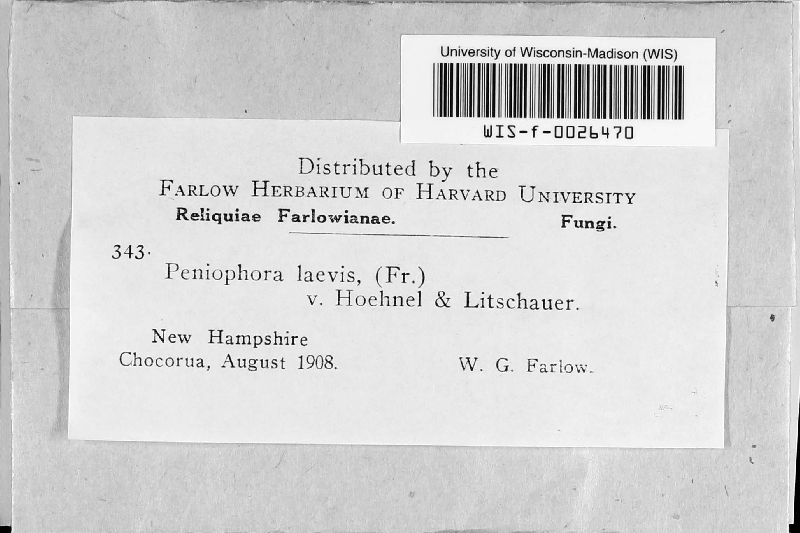 University of Wisconsin-Madison (WIS)
WIS-f-0026470
Distributed by the
FARLOW HERBARIUM OF HARVARD UNIVERSITY
Reliquiae Farlowianae. Fungi.
343.
Peniophora laevis, (Fr.)
v. Hoehnel & Litschauer.
New Hampshire
Chocorua, August 1908. W. G. Farlow.